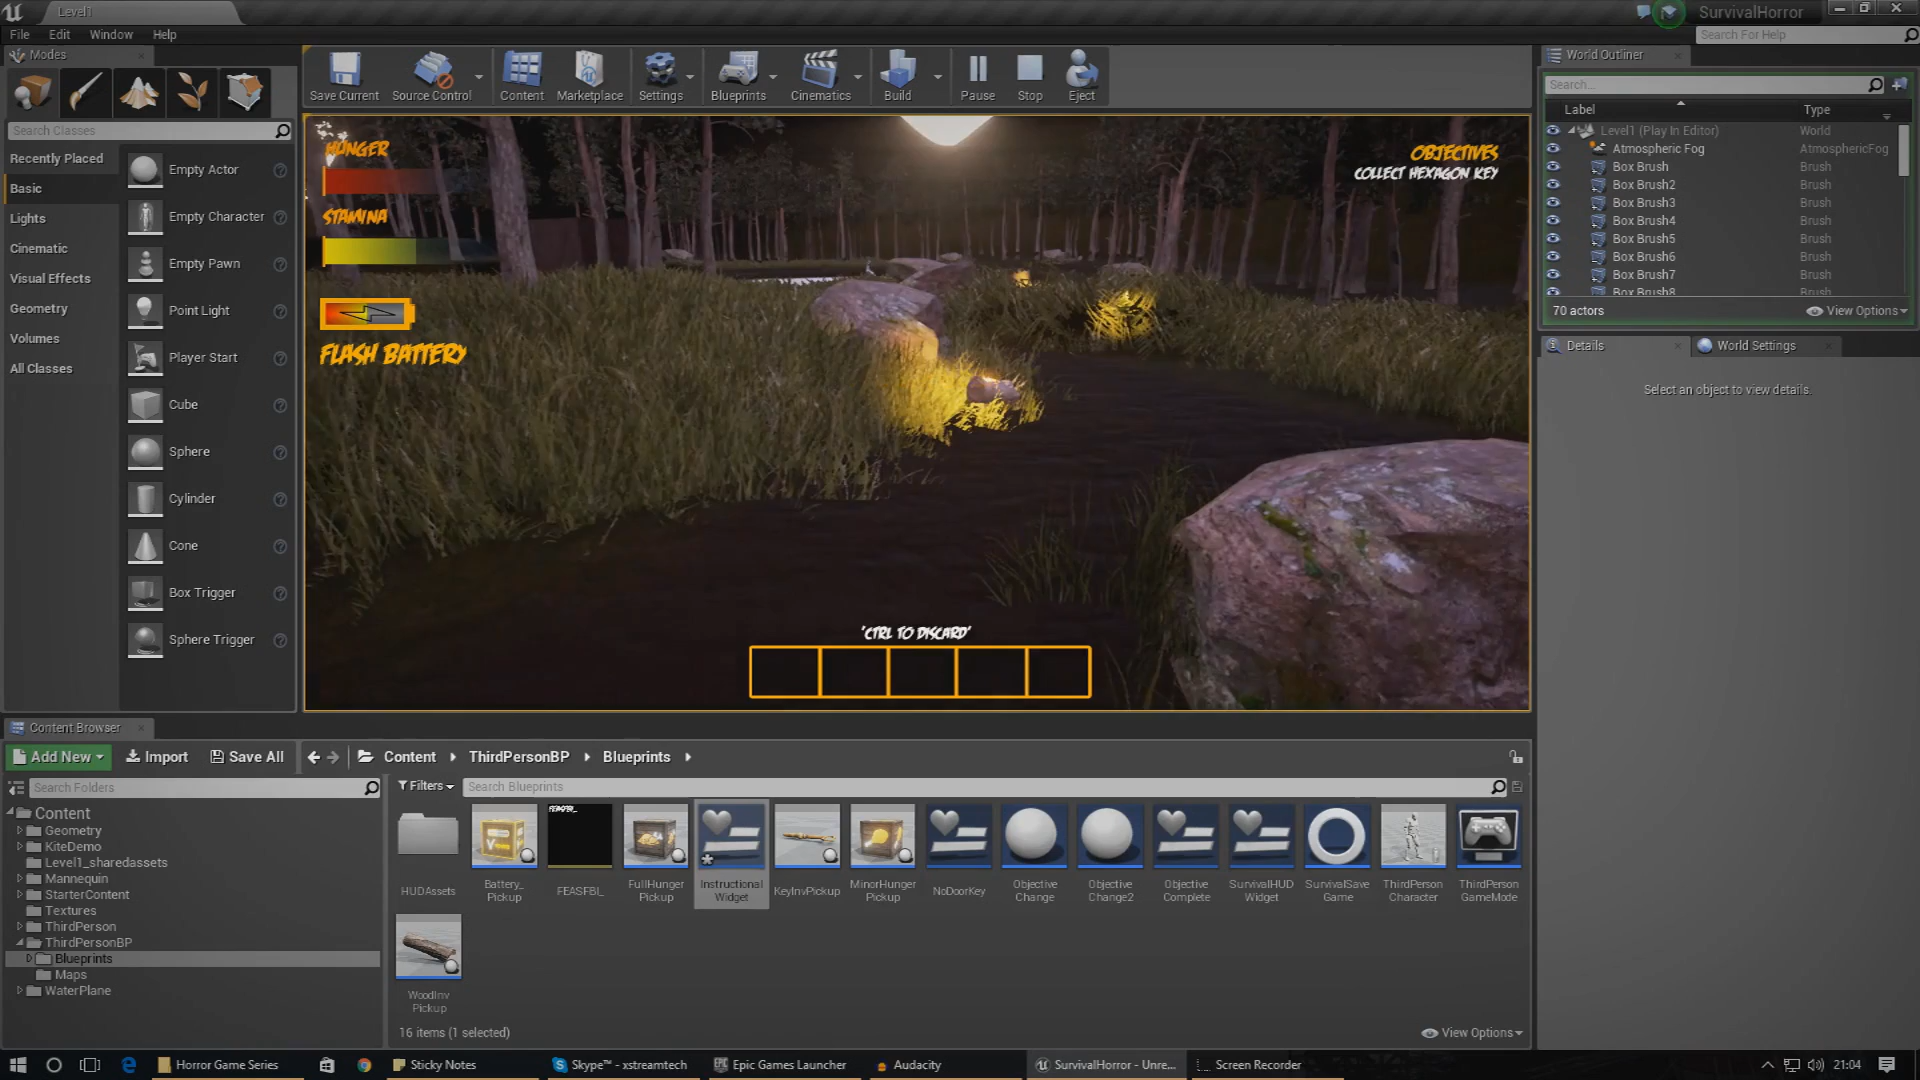 Level1
SurvivalHorror
File Edit Window Help
Search For Help
Modes
Search Classes
Recently Placed
Basic
Lights
Cinematic
Visual Effects
Geometry
Volumes
All Classes
Empty Actor
Empty Character
Empty Pawn
Point Light
Player Start
Cube
Sphere
Cylinder
Cone
Box Trigger
Sphere Trigger
Save Current
Source Control
Content
Marketplace
Settings
Blueprints
Cinematics
Build
Pause
Stop
Eject
HUNGER
STAMINA
FLASH BATTERY
OBJECTIVES
COLLECT HEXAGON KEY
'CTRL TO DISCARD'
World Outliner
Search...
Label Type
Level1 (Play In Editor) World
Atmospheric Fog AtmosphericFog
Box Brush Brush
Box Brush2 Brush
Box Brush3 Brush
Box Brush4 Brush
Box Brush5 Brush
Box Brush6 Brush
Box Brush7 Brush
Box Brush8 Brush
70 actors
View Options
Details
World Settings
Select an object to view details.
Content Browser
Add New Import Save All
Content ThirdPersonBP Blueprints
Search Folders
Filters
Search Blueprints
Content
Geometry
KiteDemo
Level1_sharedassets
Mannequin
StarterContent
Textures
ThirdPerson
ThirdPersonBP
Blueprints
Maps
WaterPlane
HUDAssets
Battery_
Pickup
FEASFBI_
FullHunger
Pickup
Instructional
Widget
KeyInvPickup
MinorHunger
Pickup
NoDoorKey
Objective
Change
Objective
Change2
Objective
Complete
SurvivalHUD
Widget
SurvivalSave
Game
ThirdPerson
Character
ThirdPerson
GameMode
WoodInv
Pickup
16 items (1 selected)
View Options
Horror Game Series
Sticky Notes
Skype™ - xstreamtech
Epic Games Launcher
Audacity
SurvivalHorror - Unre...
Screen Recorder
21:04